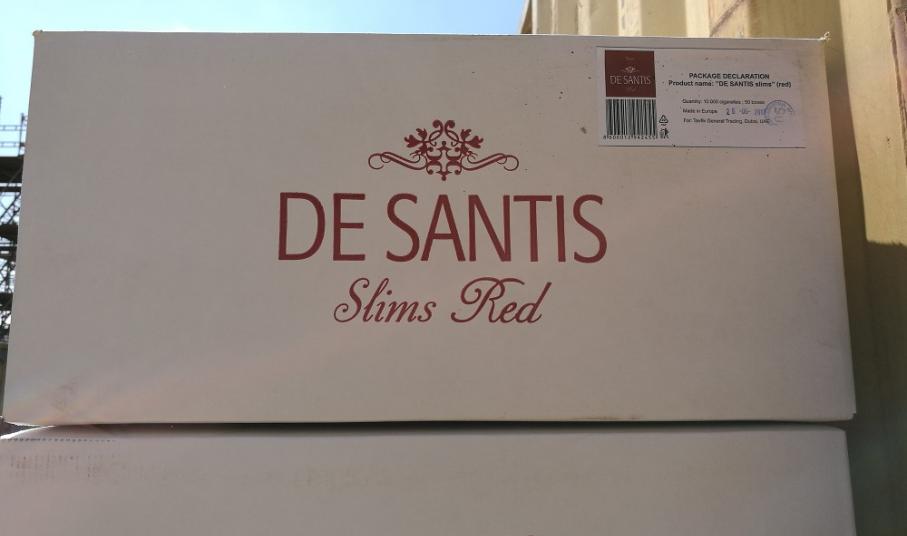 DE SANTIS
Slims Red
DE SANTIS
PACKAGE DECLARATION
Product name: "DE SANTIS slims" (red)
Quantity: 10 000 cigarettes ; 50 boxes
Made in Europe
For: Tavfik General Trading, Dubai, UAE